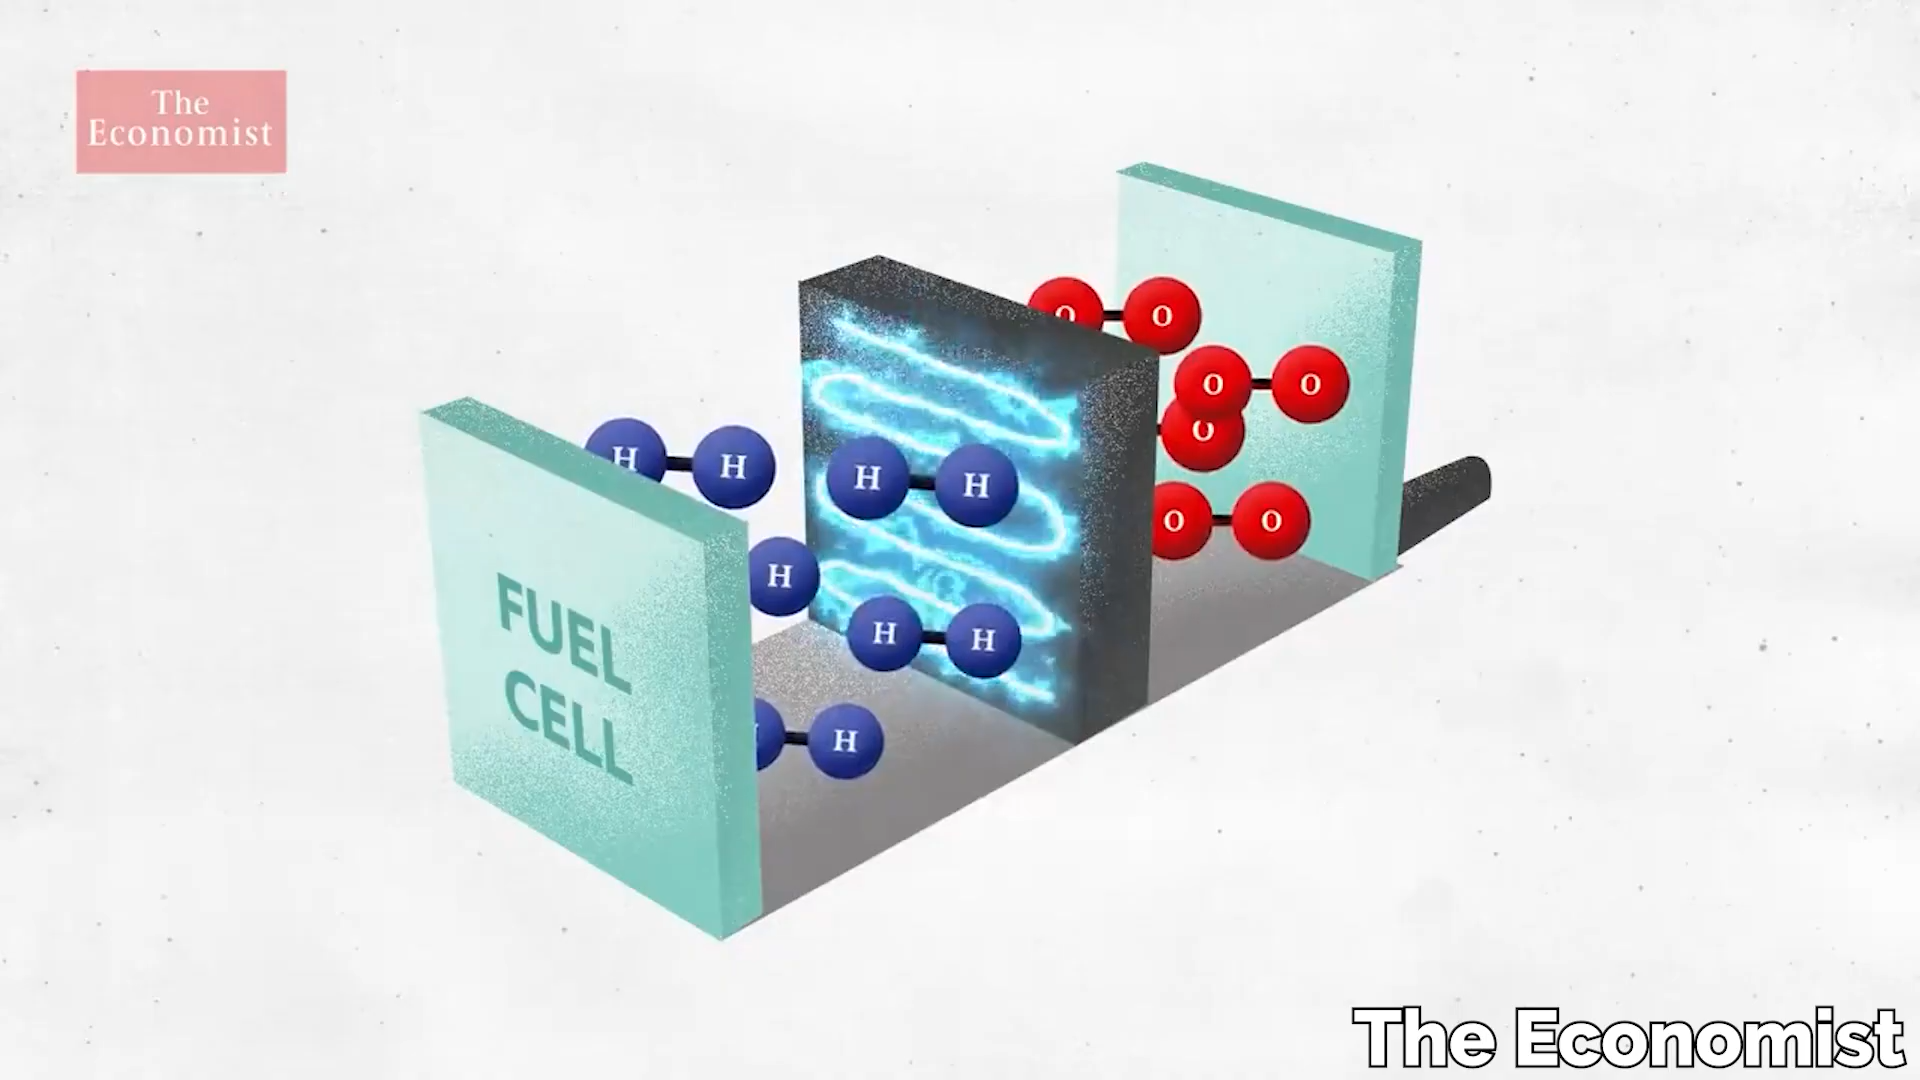 The
Economist
O O
O O
H H
H H
O
O O
H
H H
FUEL
CELL
H
The Economist